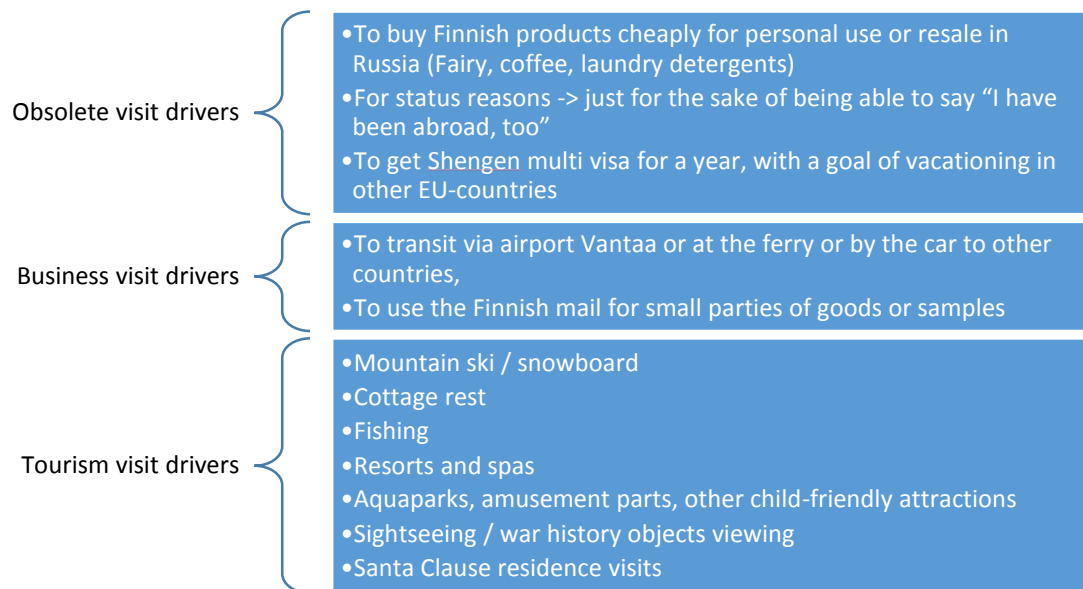 Obsolete visit drivers
•To buy Finnish products cheaply for personal use or resale in
Russia (Fairy, coffee, laundry detergents)
•For status reasons -> just for the sake of being able to say “I have
been abroad, too”
•To get Shengen multi visa for a year, with a goal of vacationing in
other EU-countries
Business visit drivers
•To transit via airport Vantaa or at the ferry or by the car to other
countries,
•To use the Finnish mail for small parties of goods or samples
Tourism visit drivers
•Mountain ski / snowboard
•Cottage rest
•Fishing
•Resorts and spas
•Aquaparks, amusement parts, other child-friendly attractions
•Sightseeing / war history objects viewing
•Santa Clause residence visits